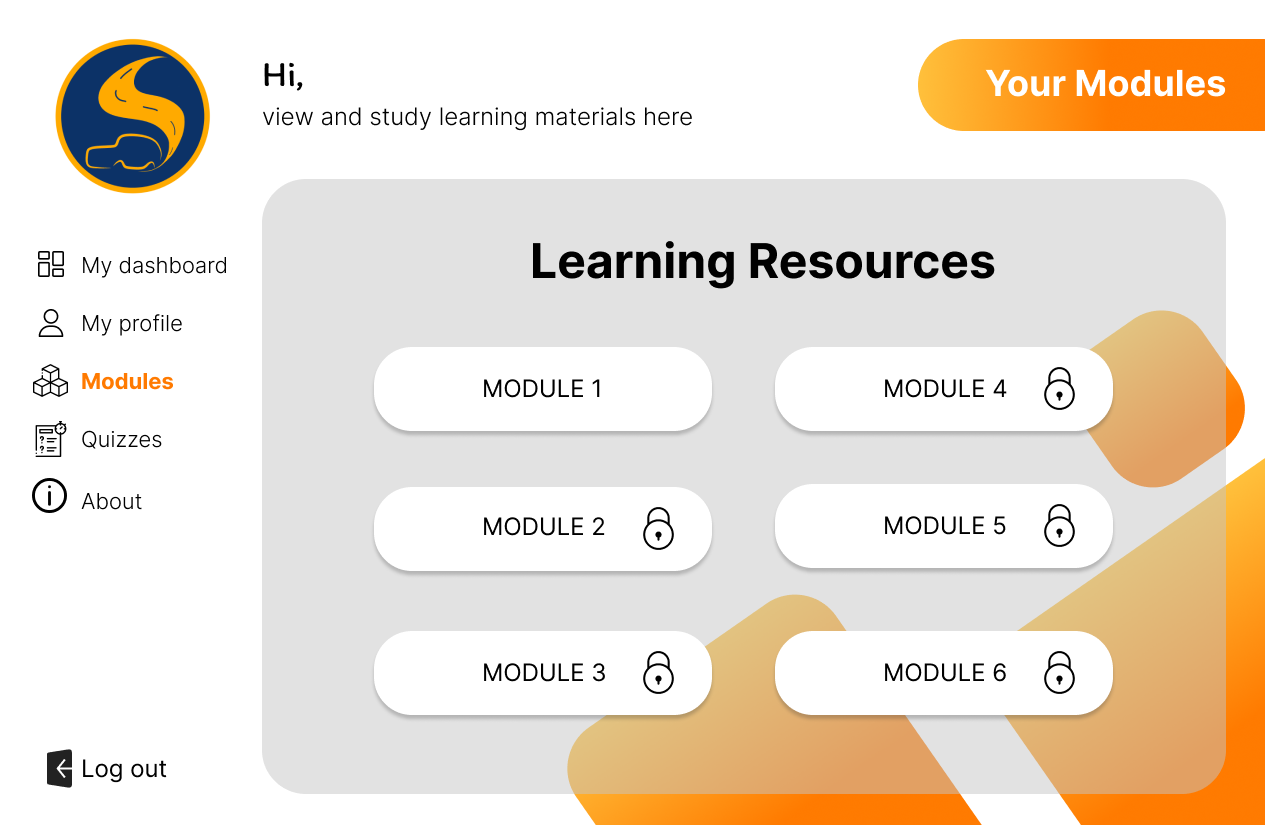 Hi,
view and study learning materials here
Your Modules
My dashboard
My profile
Modules
Quizzes
About
Log out
Learning Resources
MODULE 1
MODULE 4
MODULE 2
MODULE 5
MODULE 3
MODULE 6